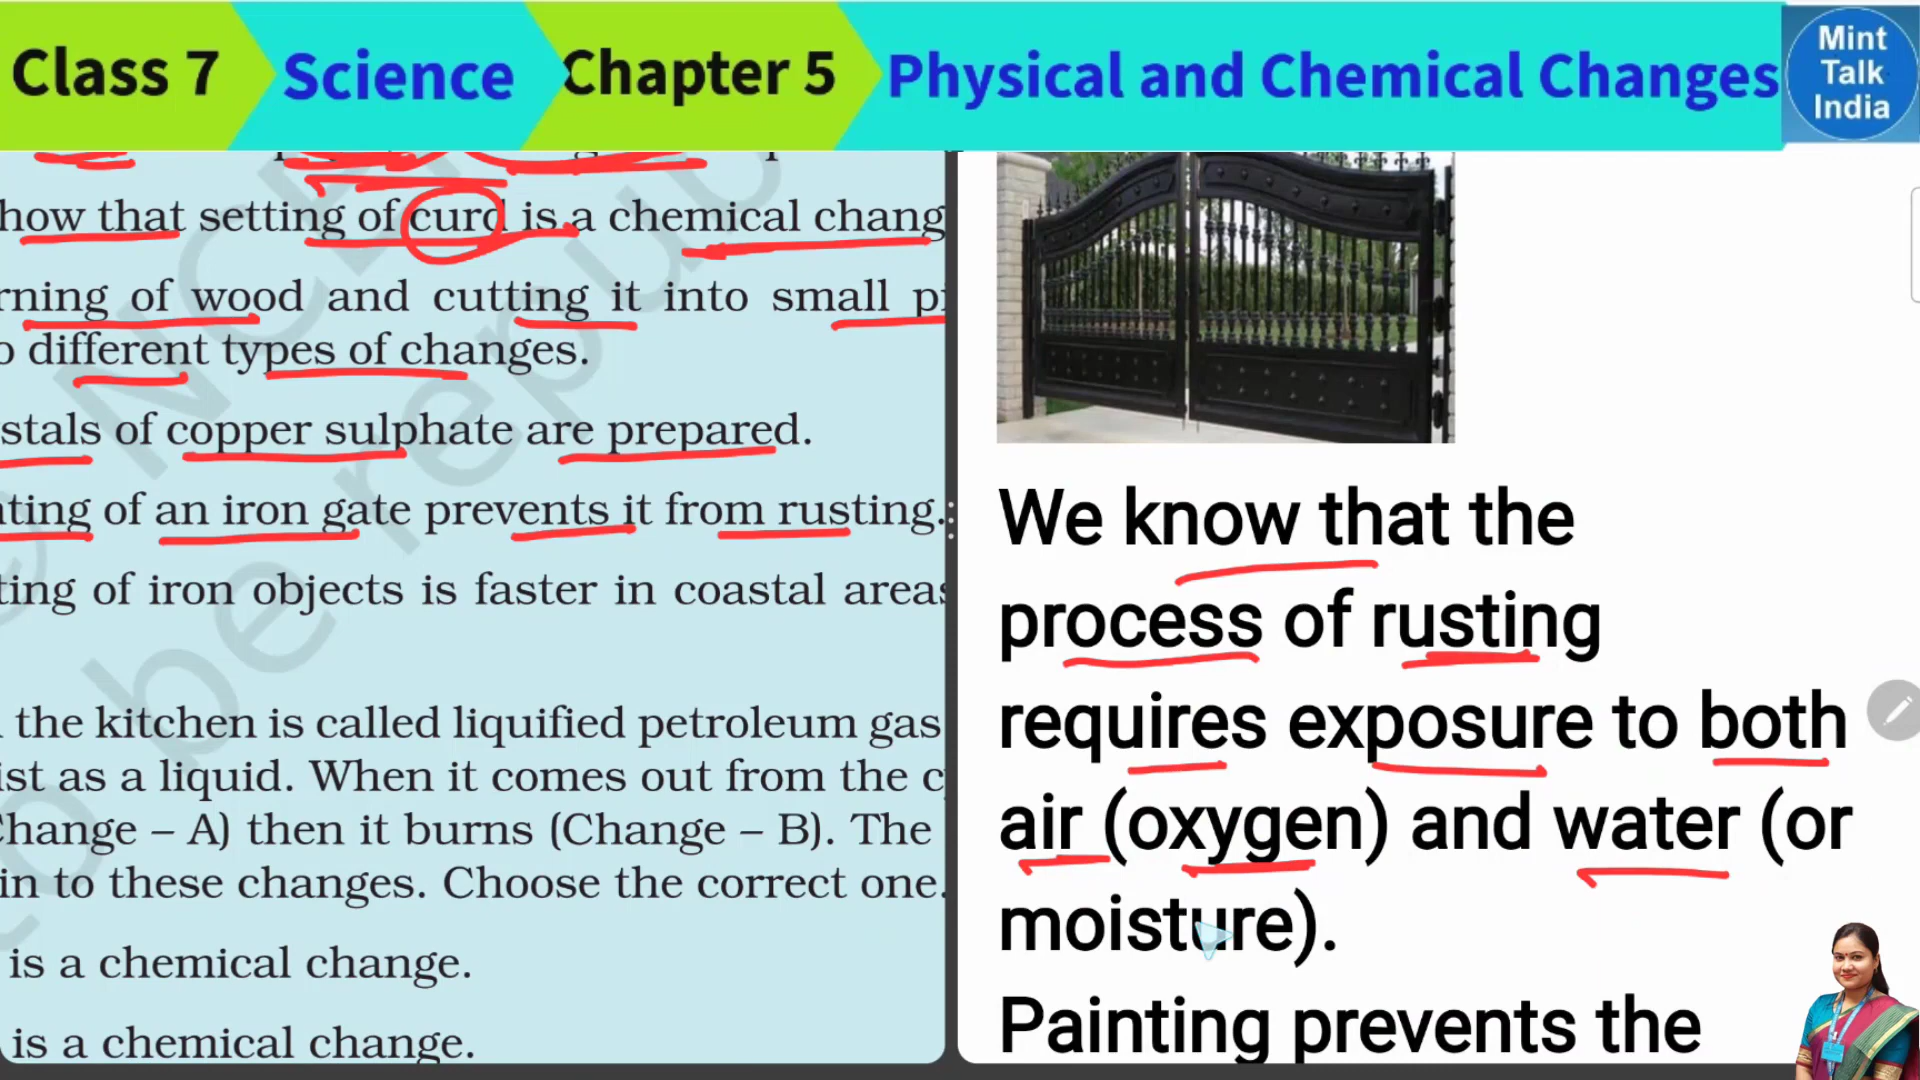 Class 7 Science Chapter 5 Physical and Chemical Changes
Mint
Talk
India
how that setting of curd is a chemical chang
rning of wood and cutting it into small pi
o different types of changes.
stals of copper sulphate are prepared.
nting of an iron gate prevents it from rusting.
ting of iron objects is faster in coastal areas
the kitchen is called liquified petroleum gas
ist as a liquid. When it comes out from the cy
Change – A) then it burns (Change – B). The
in to these changes. Choose the correct one.
is a chemical change.
is a chemical change.
We know that the
process of rusting
requires exposure to both
air (oxygen) and water (or
moisture).
Painting prevents the